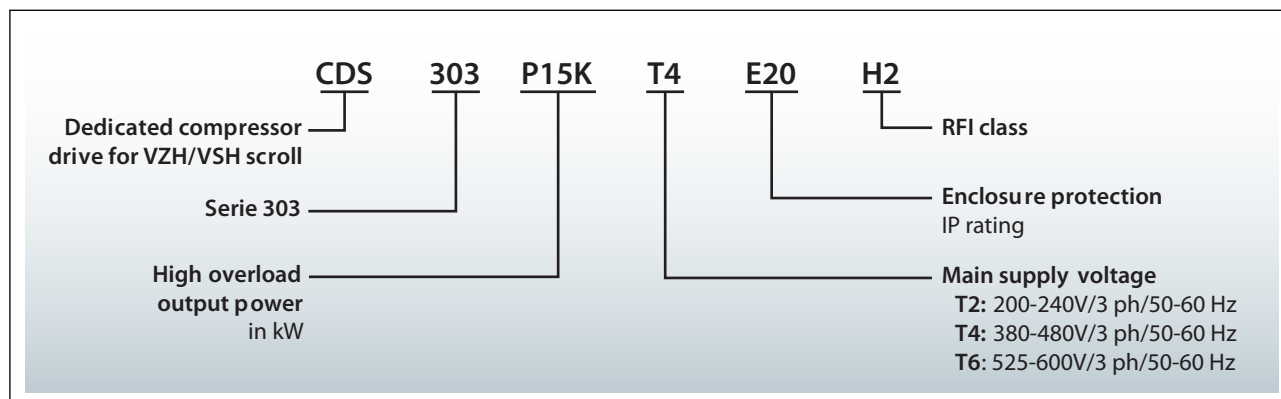 CDS 303 P15K T4 E20 H2
Dedicated compressor
drive for VZH/VSH scroll
Serie 303
High overload
output power
in kW
RFI class
Enclosure protection
IP rating
Main supply voltage
T2: 200-240V/3 ph/50-60 Hz
T4: 380-480V/3 ph/50-60 Hz
T6: 525-600V/3 ph/50-60 Hz